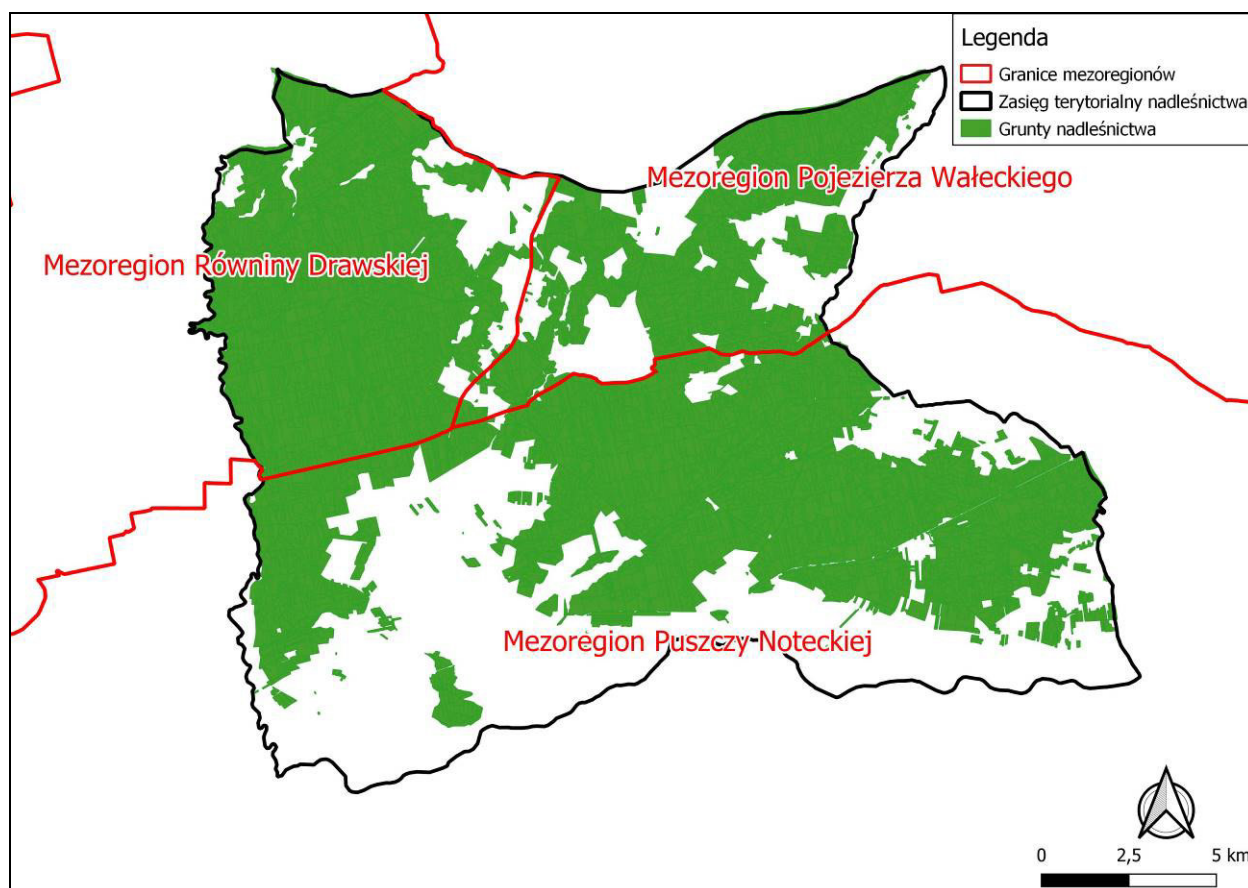 Legenda
Granice mezoregionów
Zasięg terytorialny nadleśnictwa
Grunty nadleśnictwa
Mezoregion Pojezierza Wałeckiego
Mezoregion Równiny Drawskiej
Mezoregion Puszczy Noteckiej
0 2,5 5 km